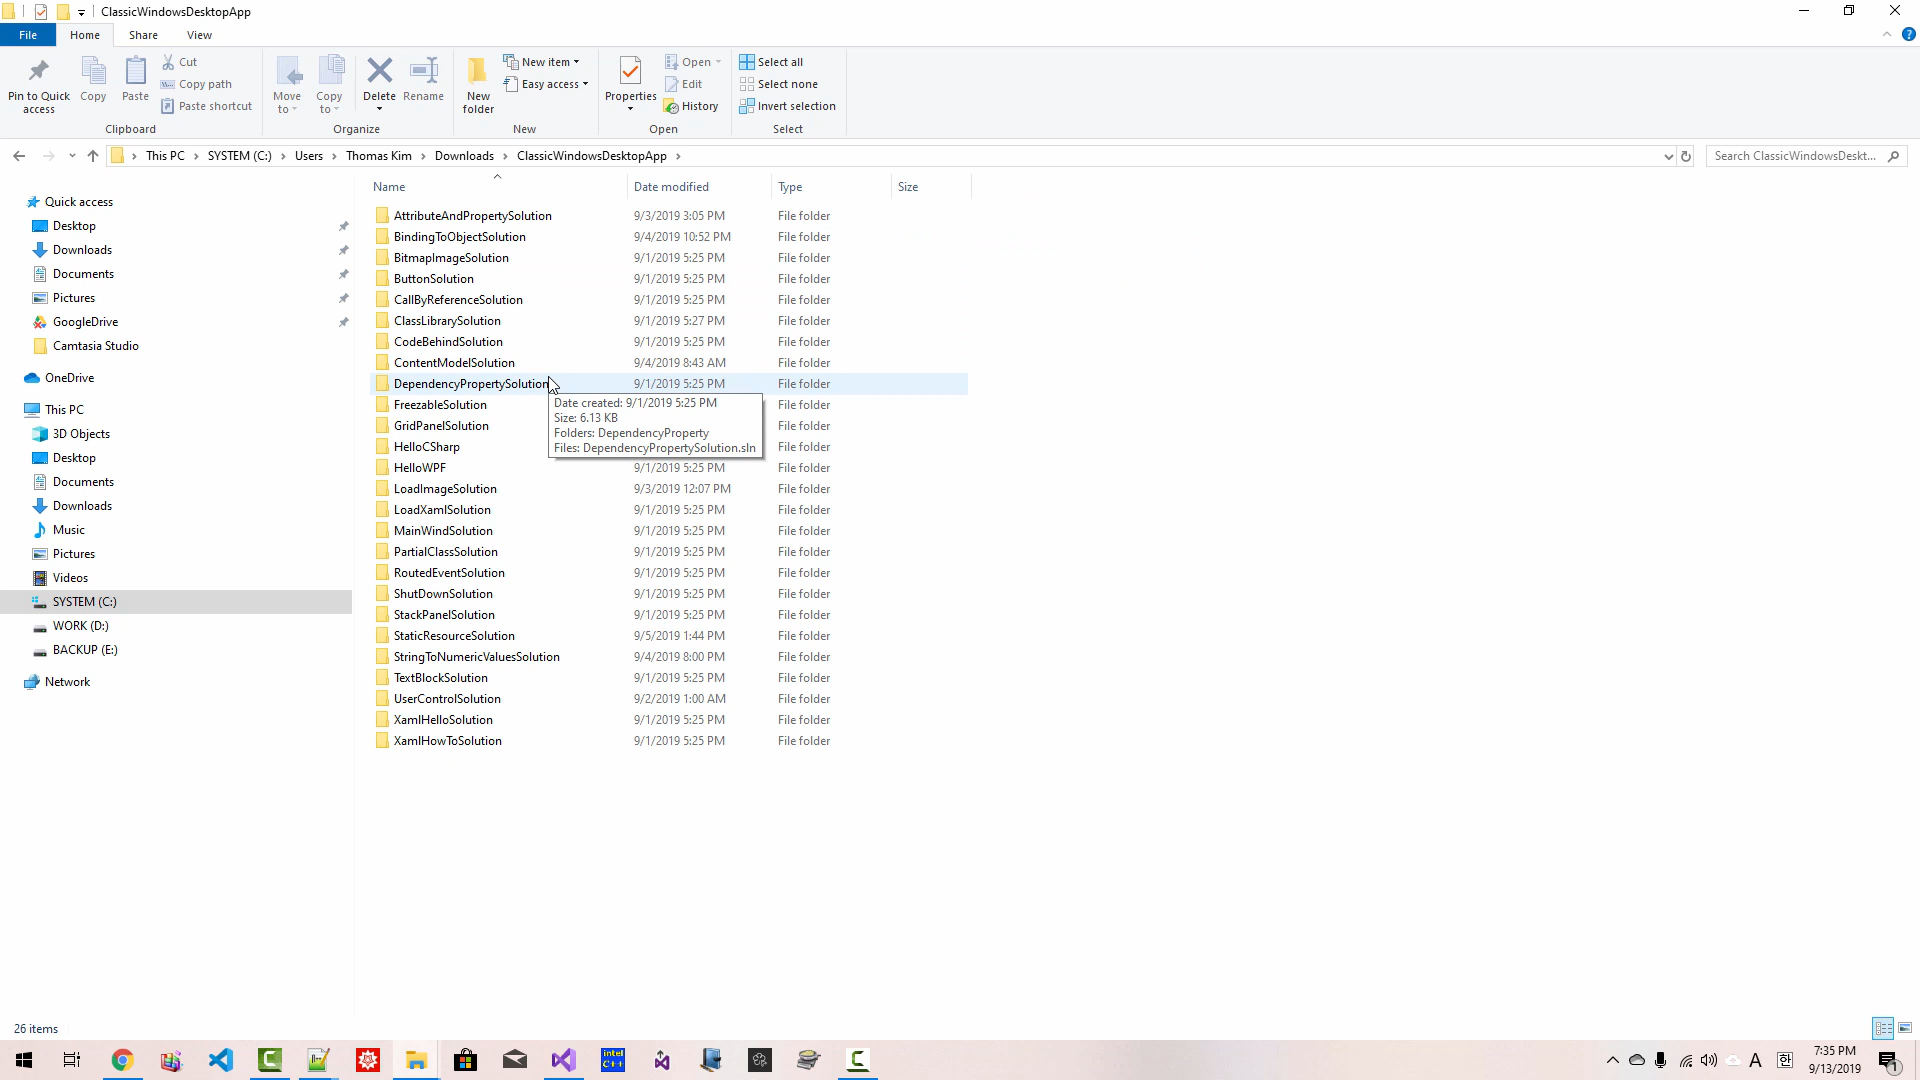 ClassicWindowsDesktopApp
File Home Share View
Pin to Quick access
Copy
Paste
Cut
Copy path
Paste shortcut
Clipboard
Move to
Copy to
Delete
Rename
Organize
New folder
New item
Easy access
New
Properties
Open
Edit
History
Open
Select all
Select none
Invert selection
Select
This PC > SYSTEM (C:) > Users > Thomas Kim > Downloads > ClassicWindowsDesktopApp >
Search ClassicWindowsDeskt...
Quick access
Desktop
Downloads
Documents
Pictures
GoogleDrive
Camtasia Studio
OneDrive
This PC
3D Objects
Desktop
Documents
Downloads
Music
Pictures
Videos
SYSTEM (C:)
WORK (D:)
BACKUP (E:)
Network
Name Date modified Type Size
AttributeAndPropertySolution 9/3/2019 3:05 PM File folder
BindingToObjectSolution 9/4/2019 10:52 PM File folder
BitmapImageSolution 9/1/2019 5:25 PM File folder
ButtonSolution 9/1/2019 5:25 PM File folder
CallByReferenceSolution 9/1/2019 5:25 PM File folder
ClassLibrarySolution 9/1/2019 5:27 PM File folder
CodeBehindSolution 9/1/2019 5:25 PM File folder
ContentModelSolution 9/4/2019 8:43 AM File folder
DependencyPropertySolution 9/1/2019 5:25 PM File folder
FreezableSolution File folder
GridPanelSolution File folder
HelloCSharp File folder
HelloWPF 9/1/2019 5:25 PM File folder
LoadImageSolution 9/3/2019 12:07 PM File folder
LoadXamlSolution 9/1/2019 5:25 PM File folder
MainWindSolution 9/1/2019 5:25 PM File folder
PartialClassSolution 9/1/2019 5:25 PM File folder
RoutedEventSolution 9/1/2019 5:25 PM File folder
ShutDownSolution 9/1/2019 5:25 PM File folder
StackPanelSolution 9/1/2019 5:25 PM File folder
StaticResourceSolution 9/5/2019 1:44 PM File folder
StringToNumericValuesSolution 9/4/2019 8:00 PM File folder
TextBlockSolution 9/1/2019 5:25 PM File folder
UserControlSolution 9/2/2019 1:00 AM File folder
XamlHelloSolution 9/1/2019 5:25 PM File folder
XamlHowToSolution 9/1/2019 5:25 PM File folder
Date created: 9/1/2019 5:25 PM
Size: 6.13 KB
Folders: DependencyProperty
Files: DependencyPropertySolution.sln
26 items
intel C++
A
한
7:35 PM
9/13/2019
1